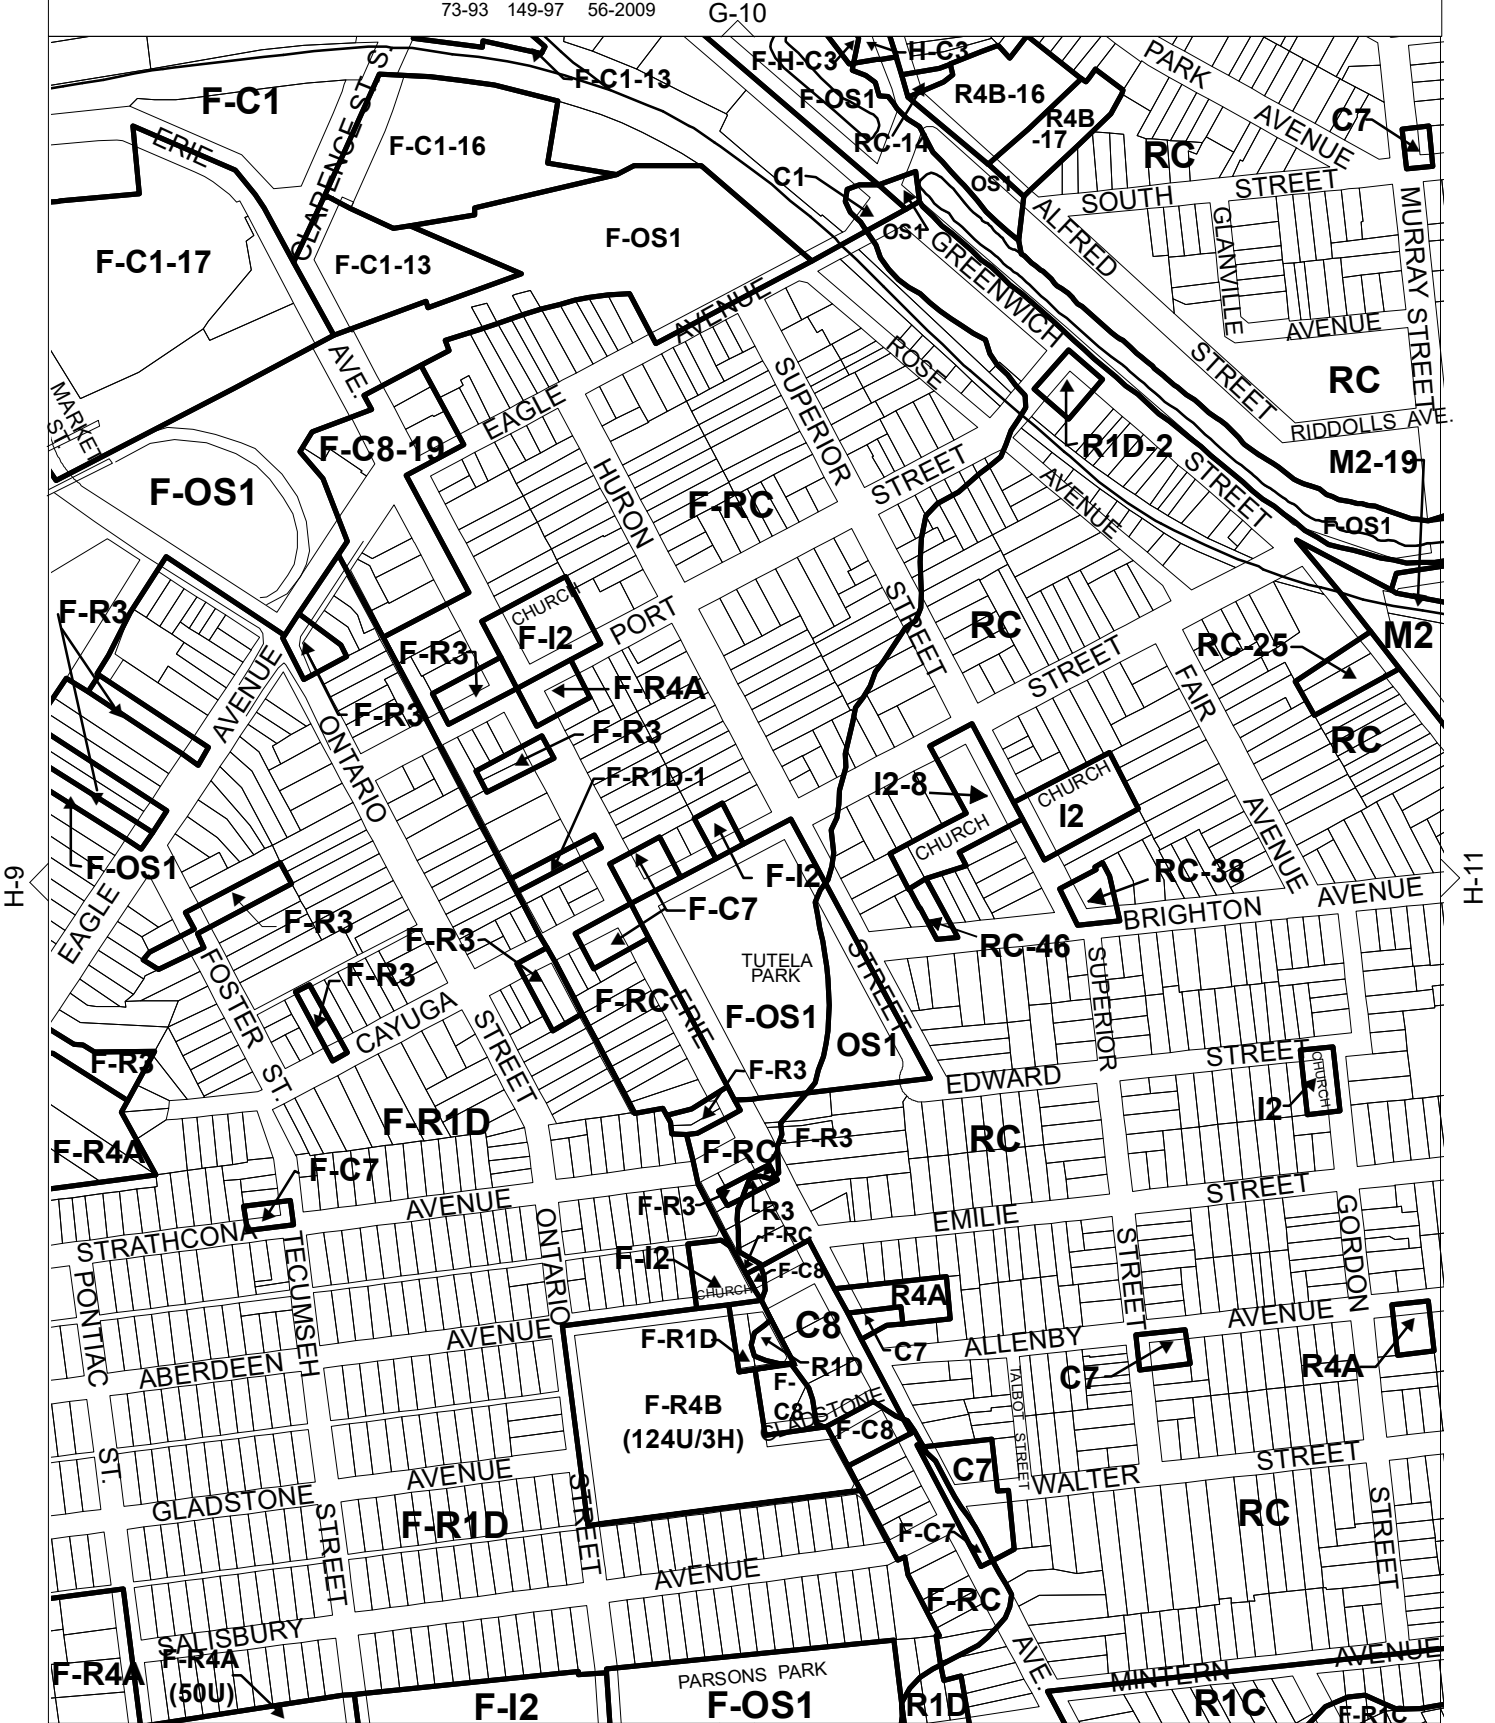 73-93 149-97 56-2009
G-10
F-C1-13
F-H-C3
H-C3
F-OS1
R4B-16
R4B
-17
PARK
AVENUE
C7
F-C1
ERIE
CLARENCE ST S
F-C1-16
RC-14
RC
C1
OS1
SOUTH
STREET
F-C1-17
F-C1-13
F-OS1
OS1
GREENWICH
ALFRED
GLANVILLE
MURRAY STREET
AVENUE
AVENUE
AVE.
ROSE
SUPERIOR
STREET
RC
MARKET
ST.
EAGLE
RIDDOLLS AVE.
F-C8-19
R1D-2
STREET
M2-19
F-OS1
HURON
F-RC
STREET
AVENUE
F-OS1
F-R3
CHURCH
F-I2
PORT
STREET
RC
M2
F-R3
RC-25
STREET
FAIR
AVENUE
F-R4A
F-R3
ONTARIO
F-R3
RC
F-R1D-1
I2-8
CHURCH
I2
AVENUE
CHURCH
H-9
F-OS1
F-I2
RC-38
H-11
AVENUE
EAGLE
F-R3
F-C7
BRIGHTON
F-R3
RC-46
FOSTER
ST.
F-R3
TUTELA
PARK
STREET
SUPERIOR
CAYUGA
STREET
F-RC
ERIE
F-OS1
OS1
F-R3
F-R3
STREET
EDWARD
CHURCH
I2
F-R1D
F-R4A
F-RC
F-R3
RC
F-C7
AVENUE
F-R3
R3
STREET
EMILIE
STRATHCONA
F-RC
ONTARIO
F-I2
F-C8
CHURCH
TECUMSEH
PONTIAC
STREET
GORDON
R4A
C8
AVENUE
F-R1D
C7
ALLENBY
AVENUE
R1D
C7
R4A
ABERDEEN
F-
C8
TALBOT STREET
F-R4B
(124U/3H)
GLADSTONE
F-C8
ST.
AVENUE
C7
WALTER
STREET
GLADSTONE
STREET
STREET
F-R1D
RC
STREET
F-C7
AVENUE
F-RC
SALISBURY
F-R4A
(50U)
F-R4A
PARSONS PARK
AVE.
AVENUE
MINTERN
F-I2
F-OS1
R1D
R1C
F-R1C